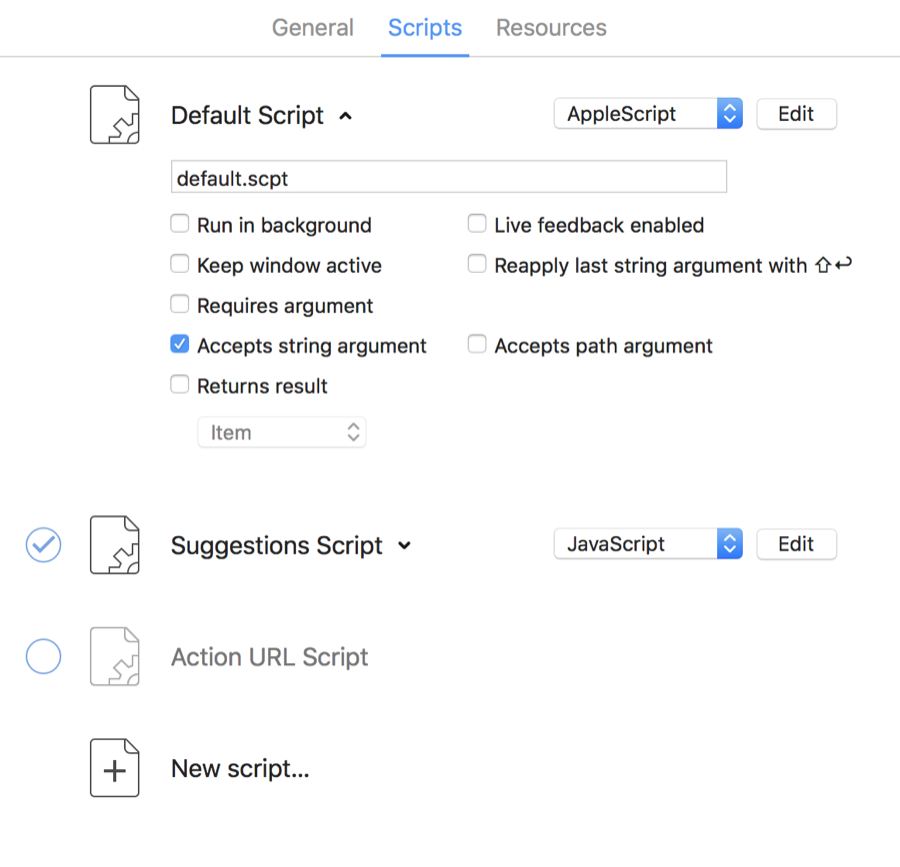 General Scripts Resources
Default Script AppleScript Edit
default.scpt
Run in background Live feedback enabled
Keep window active Reapply last string argument with ⇧↩
Requires argument
Accepts string argument Accepts path argument
Returns result
Item
Suggestions Script JavaScript Edit
Action URL Script
New script...